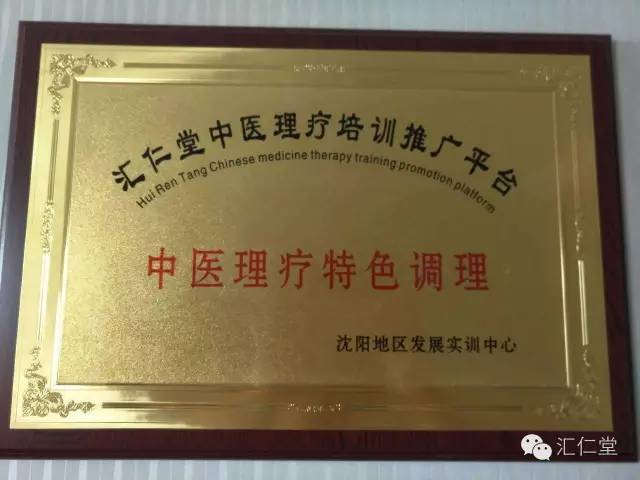 汇仁堂中医理疗培训推广平台
Hui Ren Tang Chinese medicine therapy training promotion platform
中医理疗特色调理
沈阳地区发展实训中心
汇仁堂